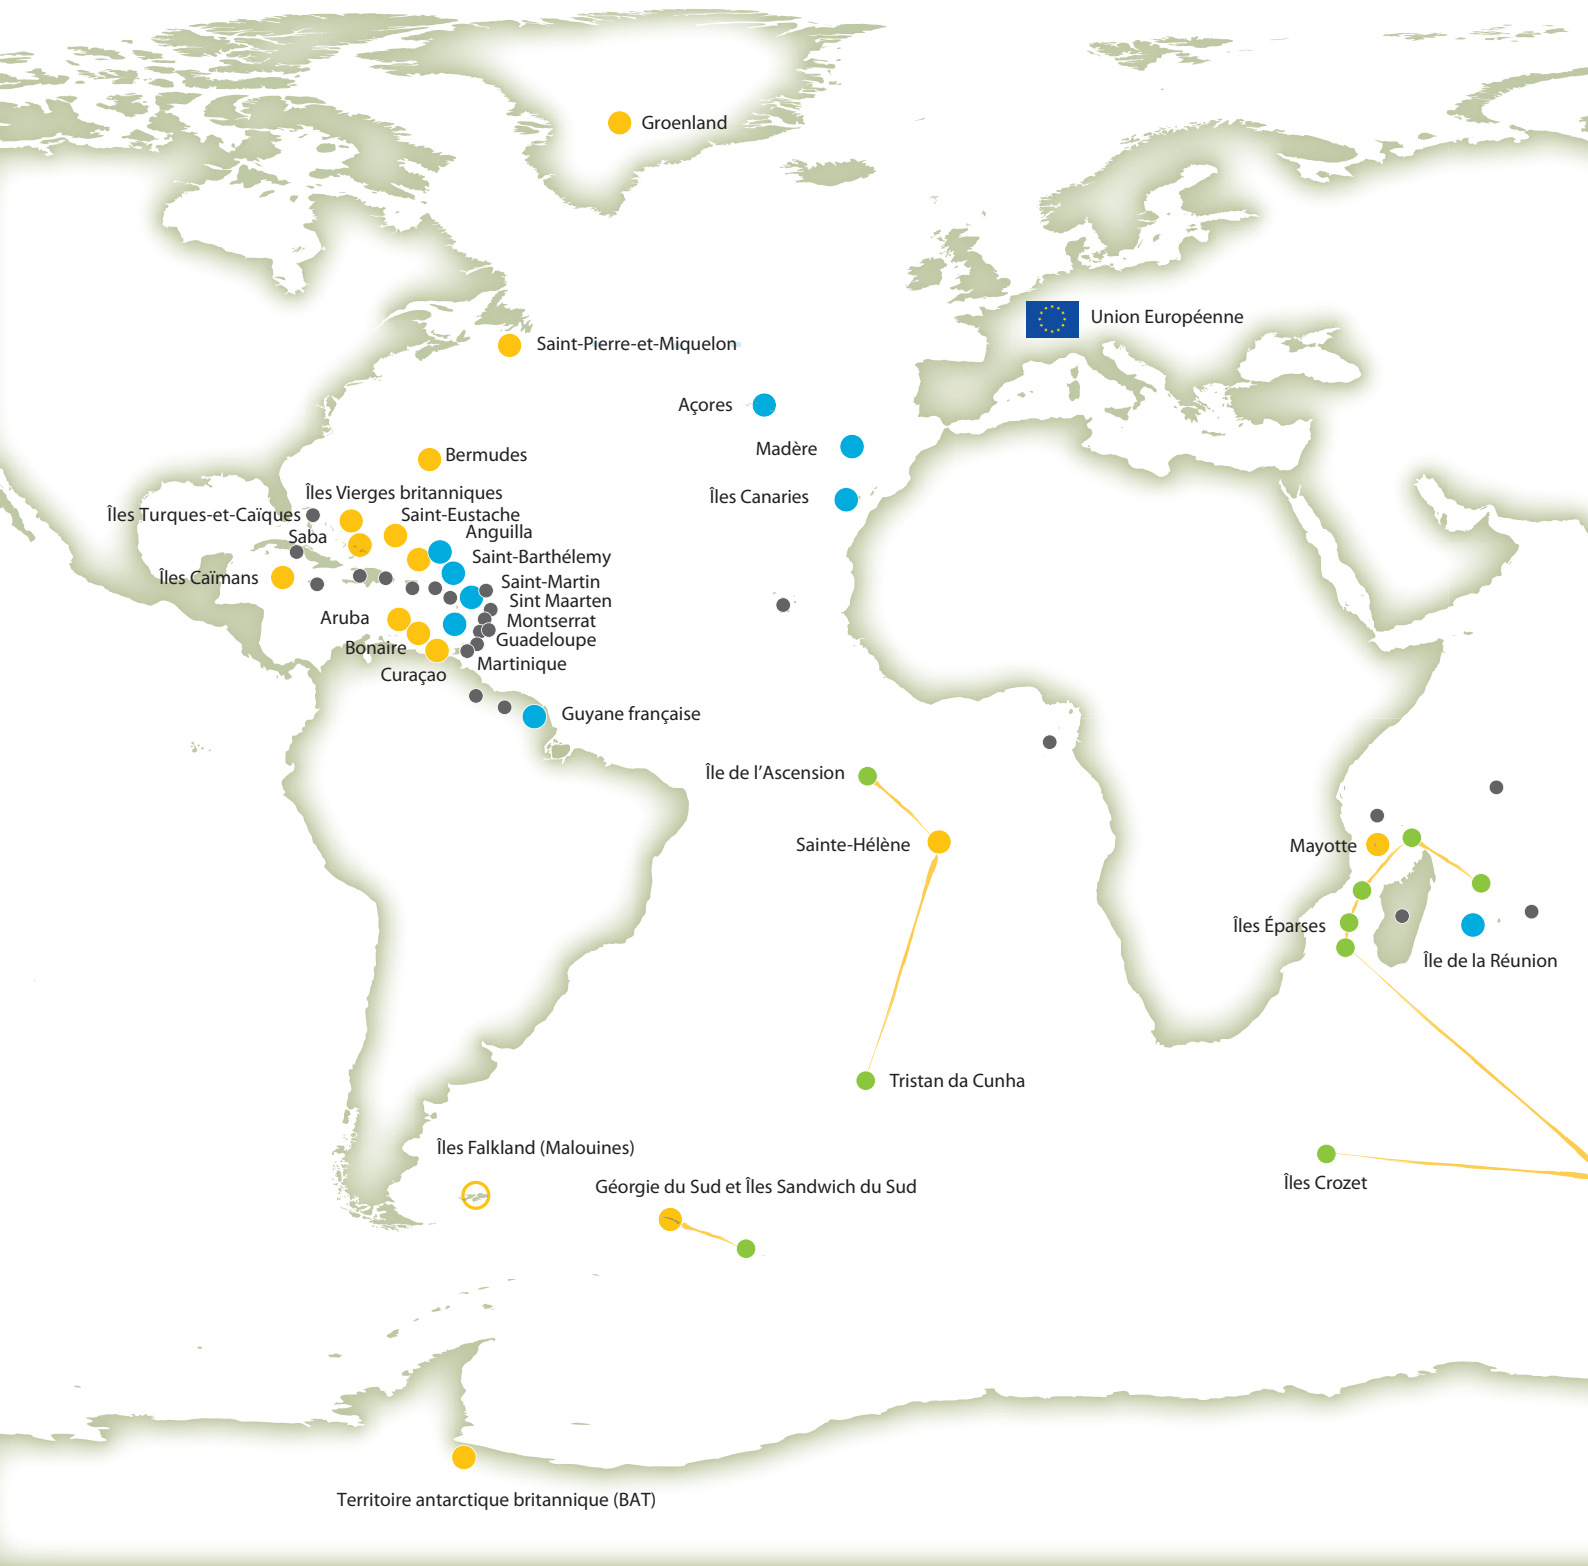 Groenland
Union Européenne
Saint-Pierre-et-Miquelon
Açores
Madère
Bermudes
Îles Vierges britanniques
Îles Canaries
Îles Turques-et-Caïques
Saint-Eustache
Anguilla
Saba
Saint-Barthélemy
Îles Caïmans
Saint-Martin
Sint Maarten
Aruba
Montserrat
Guadeloupe
Bonaire
Martinique
Curaçao
Guyane française
Île de l'Ascension
Sainte-Hélène
Mayotte
Îles Éparses
Île de la Réunion
Tristan da Cunha
Îles Falkland (Malouines)
Îles Crozet
Géorgie du Sud et Îles Sandwich du Sud
Territoire antarctique britannique (BAT)